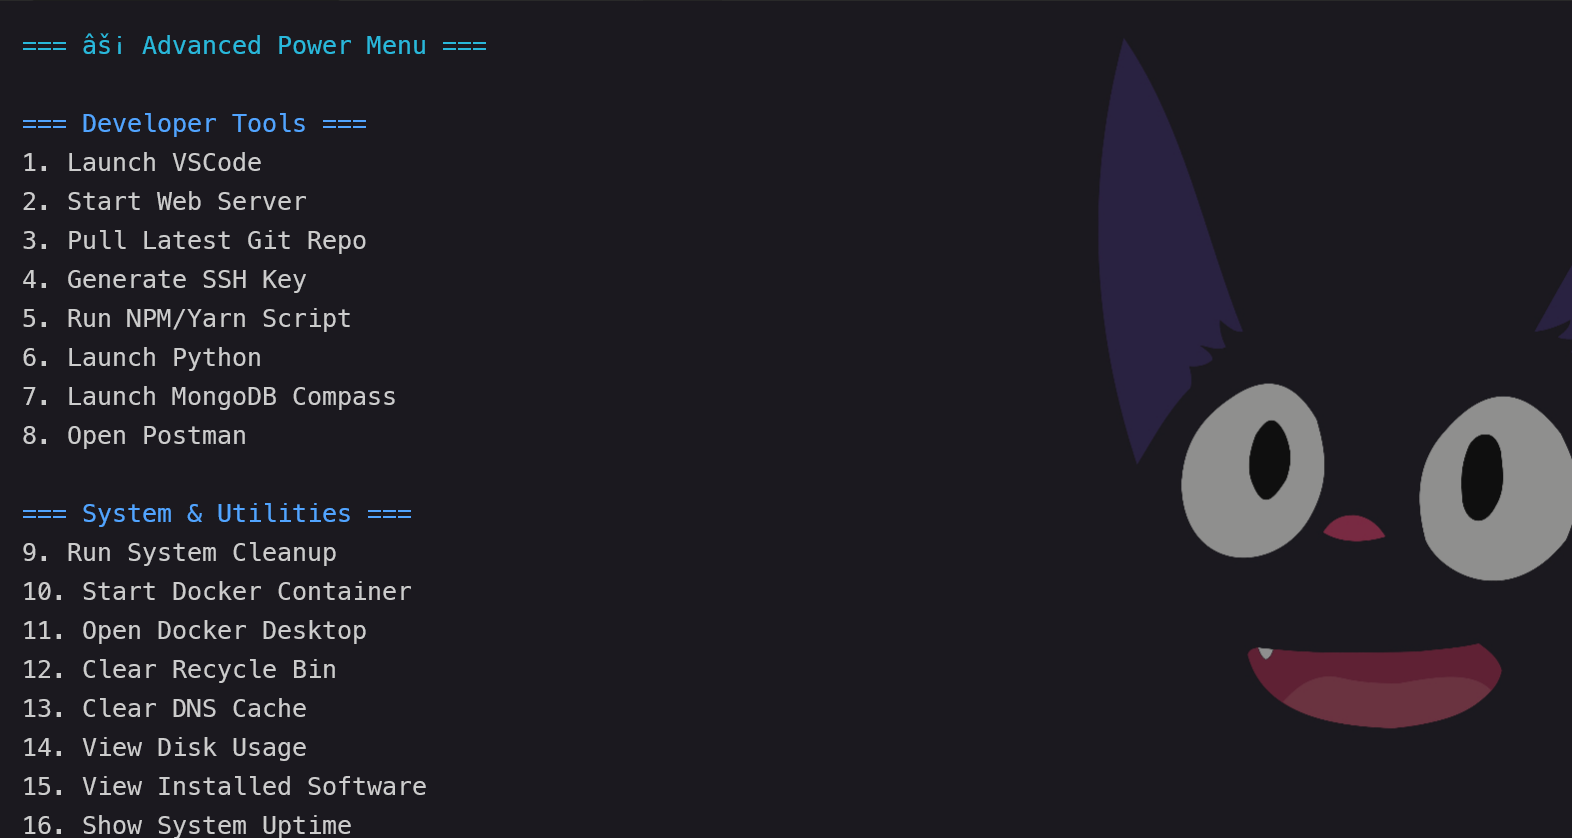 === âš¡ Advanced Power Menu ===
=== Developer Tools ===
1. Launch VSCode
2. Start Web Server
3. Pull Latest Git Repo
4. Generate SSH Key
5. Run NPM/Yarn Script
6. Launch Python
7. Launch MongoDB Compass
8. Open Postman
=== System & Utilities ===
9. Run System Cleanup
10. Start Docker Container
11. Open Docker Desktop
12. Clear Recycle Bin
13. Clear DNS Cache
14. View Disk Usage
15. View Installed Software
16. Show System Uptime